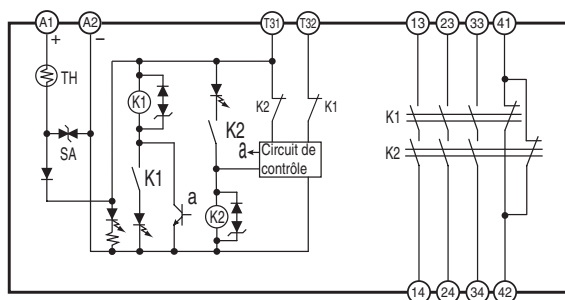 A1 A2 T31 T32 13 23 33 41
+ −
TH
K1
K2 K1
K2
SA
a
Circuit de
contrôle
K1
a
K2
K1
K2
14 24 34 42